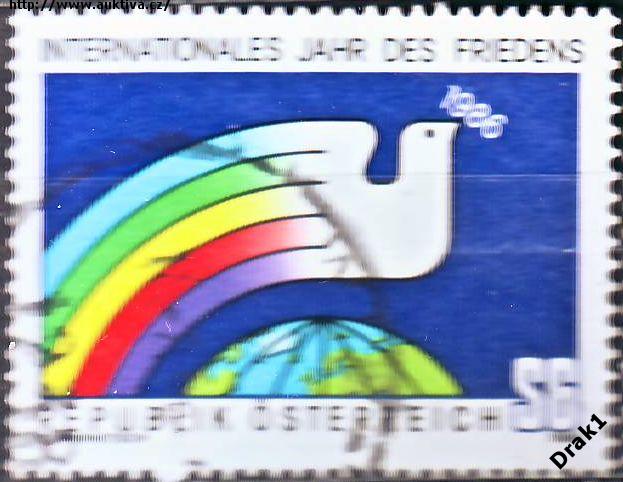 http://www.auktiva.cz/
INTERNATIONALES JAHR DES FRIEDENS
1986
S6
REPUBLIK ÖSTERREICH
Drak1